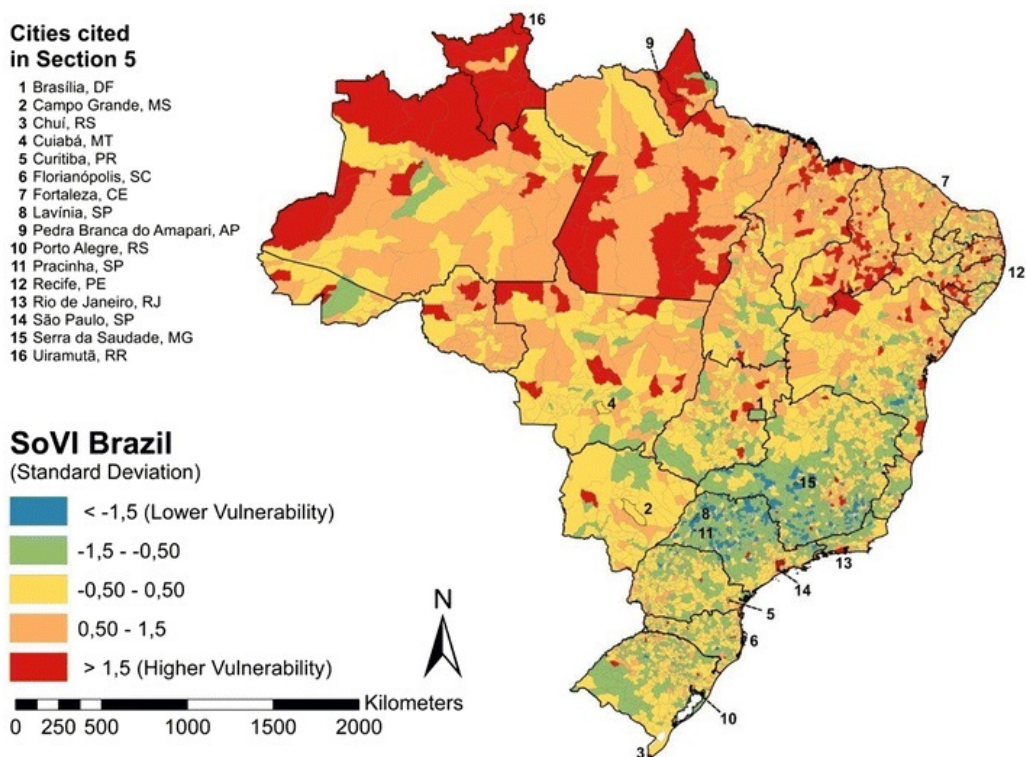 Cities cited
in Section 5
1 Brasília, DF
2 Campo Grande, MS
3 Chuí, RS
4 Cuiabá, MT
5 Curitiba, PR
6 Florianópolis, SC
7 Fortaleza, CE
8 Lavínia, SP
9 Pedra Branca do Amapari, AP
10 Porto Alegre, RS
11 Pracinha, SP
12 Recife, PE
13 Rio de Janeiro, RJ
14 São Paulo, SP
15 Serra da Saudade, MG
16 Uiramutã, RR
SoVI Brazil
(Standard Deviation)
< -1,5 (Lower Vulnerability)
-1,5 - -0,50
-0,50 - 0,50
0,50 - 1,5
> 1,5 (Higher Vulnerability)
N
Kilometers
0 250 500 1000 1500 2000
16
9
7
12
1
4
15
2
8
11
13
14
5
6
10
3